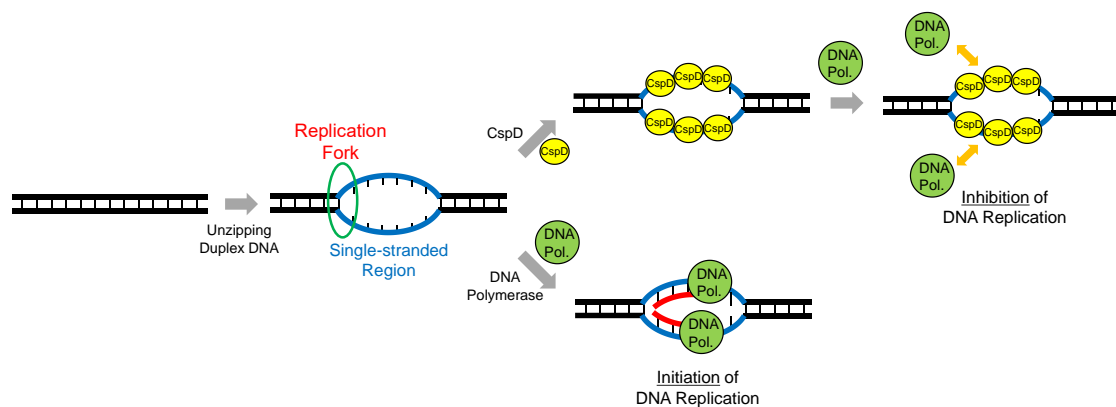 Unzipping
Duplex DNA
Replication
Fork
Single-stranded
Region
CspD
CspD
CspD
CspD
CspD
CspD
CspD
CspD
DNA
Pol.
DNA
Pol.
CspD
CspD
CspD
CspD
CspD
CspD
DNA
Pol.
Inhibition of
DNA Replication
DNA
Pol.
DNA
Polymerase
DNA
Pol.
DNA
Pol.
Initiation of
DNA Replication